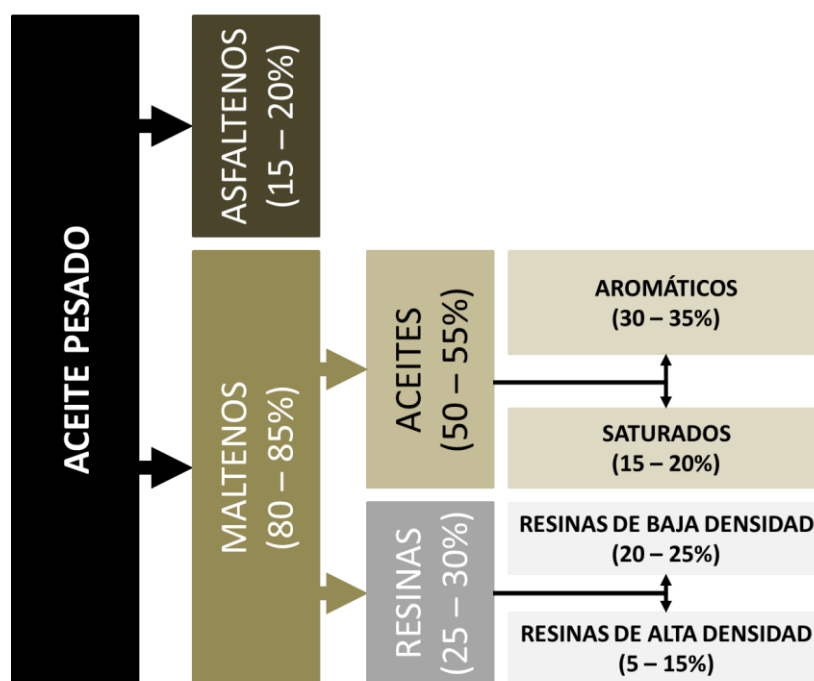 ACEITE PESADO
ASFALTENOS
(15 – 20%)
MALTENOS
(80 – 85%)
ACEITES
(50 – 55%)
AROMÁTICOS
(30 – 35%)
SATURADOS
(15 – 20%)
RESINAS
(25 – 30%)
RESINAS DE BAJA DENSIDAD
(20 – 25%)
RESINAS DE ALTA DENSIDAD
(5 – 15%)